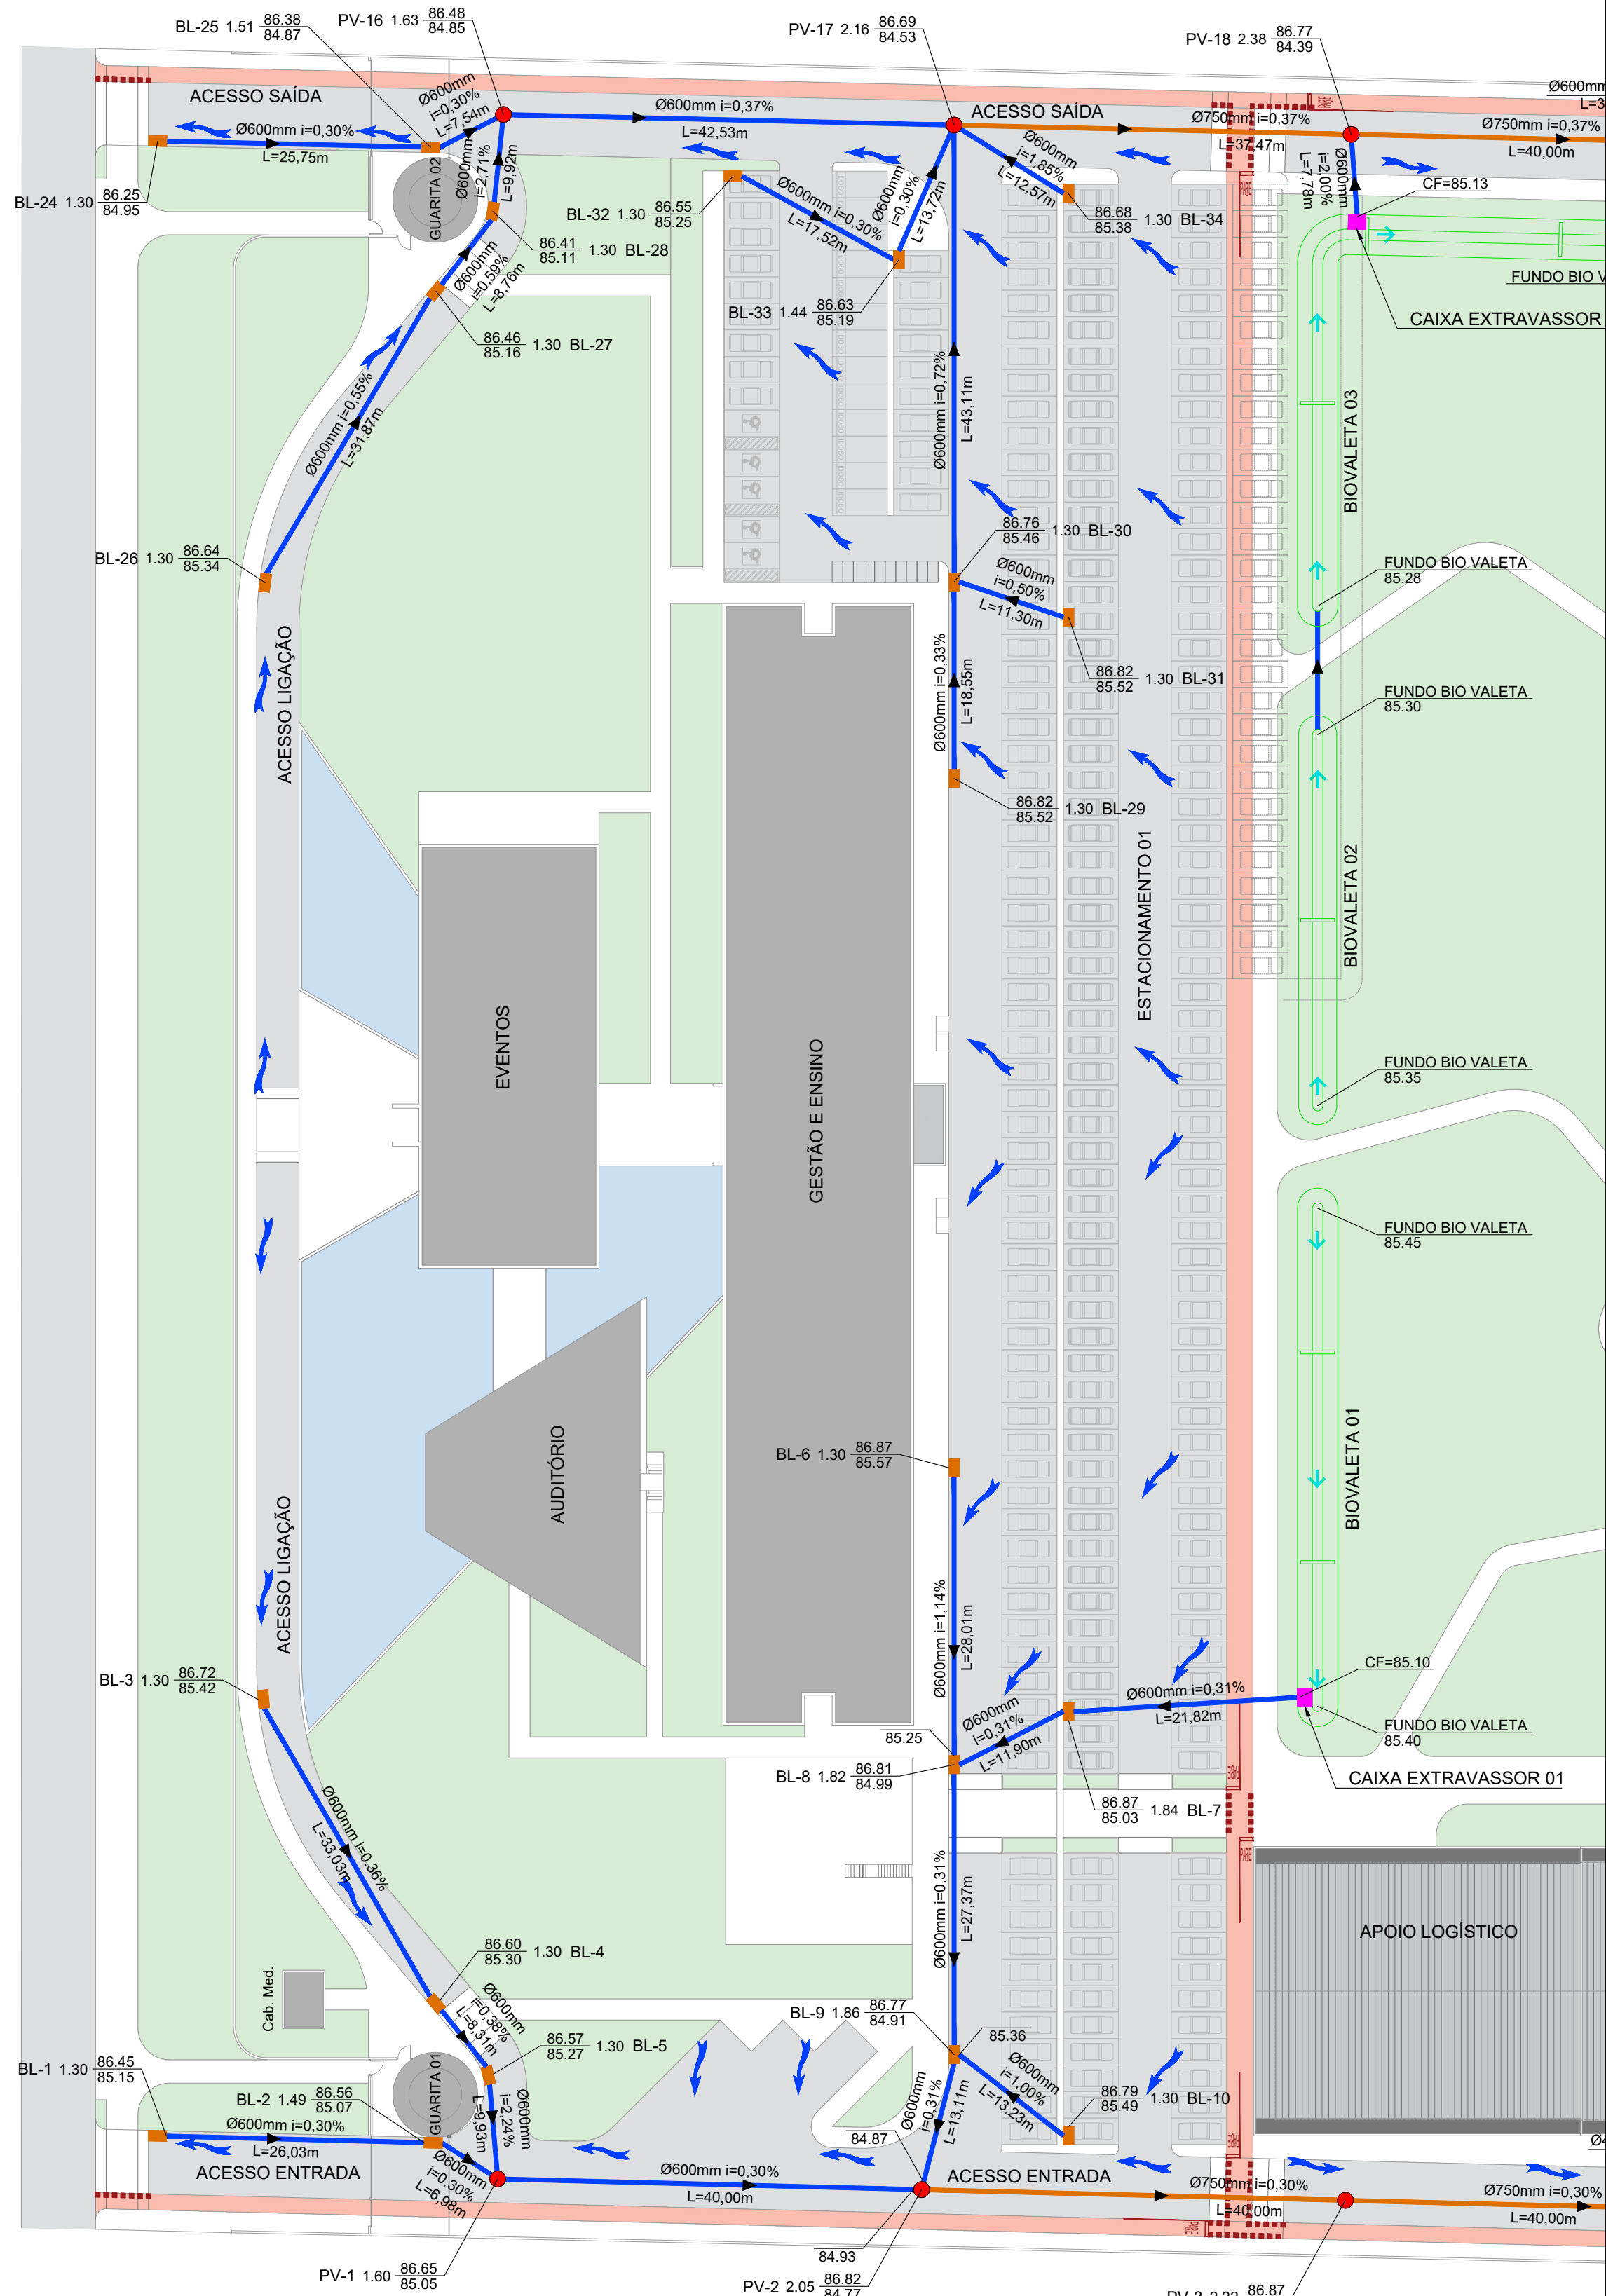 BL-25 1.51 86.38
84.87
PV-16 1.63 86.48
84.85
PV-17 2.16 86.69
84.53
PV-18 2.38 86.77
84.39
ACESSO SAÍDA
Ø600mm i=0,30%
L=25,75m
Ø600mm
i=0,30%
L=7,54m
Ø600mm i=0,37%
L=42,53m
ACESSO SAÍDA
Ø750mm i=0,37%
L=37,47m
PARE
Ø600mm
Ø750mm i=0,37%
L=40,00m
BL-24 1.30 86.25
84.95
GUARITA 02
Ø600mm
i=2,71%
L=9,92m
86.41
85.11 1.30 BL-28
Ø600mm
i=0,59%
L=8,76m
86.46
85.16 1.30 BL-27
BL-32 1.30 86.55
85.25
Ø600mm i=0,30%
L=17,52m
Ø600mm
i=0,30%
L=13,72m
BL-33 1.44 86.63
85.19
Ø600mm
i=1,85%
L=12,57m
86.68
85.38 1.30 BL-34
PARE
Ø600mm
i=2,00%
L=7,78m
CF=85.13
FUNDO BIO V
CAIXA EXTRAVASSOR
Ø600mm i=0,55%
L=31,87m
Ø600mm i=0,72%
L=43,11m
BIOVALETA 03
BL-26 1.30 86.64
85.34
86.76
85.46 1.30 BL-30
Ø600mm
i=0,50%
L=11,30m
FUNDO BIO VALETA
85.28
ACESSO LIGAÇÃO
Ø600mm i=0,33%
L=18,55m
86.82
85.52 1.30 BL-31
FUNDO BIO VALETA
85.30
86.82
85.52 1.30 BL-29
ESTACIONAMENTO 01
BIOVALETA 02
EVENTOS
GESTÃO E ENSINO
FUNDO BIO VALETA
85.35
FUNDO BIO VALETA
85.45
AUDITÓRIO
BL-6 1.30 86.87
85.57
BIOVALETA 01
ACESSO LIGAÇÃO
Ø600mm i=1,14%
L=28,01m
BL-3 1.30 86.72
85.42
Ø600mm i=0,31%
L=21,82m
CF=85.10
FUNDO BIO VALETA
85.40
Ø600mm
i=0,31%
L=11,90m
85.25
BL-8 1.82 86.81
84.99
86.87
85.03 1.84 BL-7
PARE
CAIXA EXTRAVASSOR 01
Ø600mm i=0,36%
L=33,03m
Ø600mm i=0,31%
L=27,37m
PARE
APOIO LOGÍSTICO
86.60
85.30 1.30 BL-4
Cab. Med.
Ø600mm
i=0,38%
L=8,31m
86.57
85.27 1.30 BL-5
BL-9 1.86 86.77
84.91
85.36
BL-1 1.30 86.45
85.15
BL-2 1.49 86.56
85.07
GUARITA 01
Ø600mm
i=2,24%
L=9,93m
Ø600mm
i=0,31%
L=13,11m
Ø600mm
i=1,00%
L=13,23m
86.79
85.49 1.30 BL-10
Ø600mm i=0,30%
L=26,03m
84.87
PARE
ACESSO ENTRADA
Ø600mm
i=0,30%
L=6,98m
Ø600mm i=0,30%
L=40,00m
ACESSO ENTRADA
Ø750mm i=0,30%
L=40,00m
Ø750mm i=0,30%
L=40,00m
PARE
84.93
PV-1 1.60 86.65
85.05
PV-2 2.05 86.82
84.77
86.87